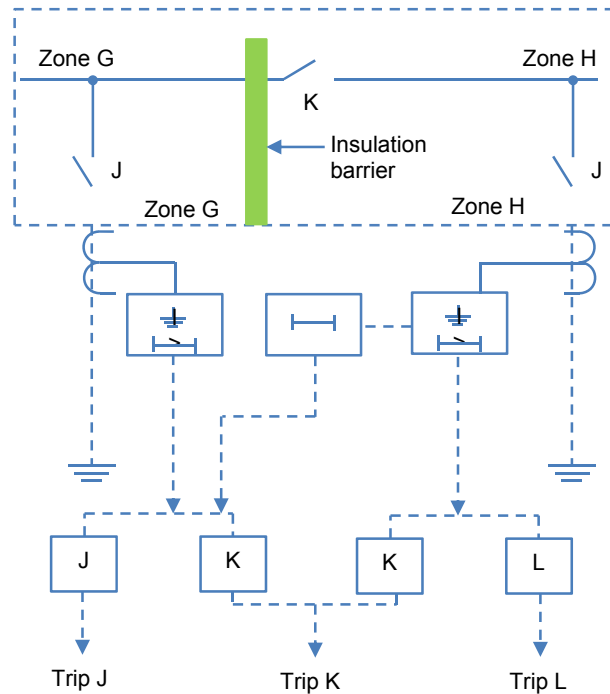 Zone G
Zone H
K
Insulation
barrier
J
J
Zone G
Zone H
J
K
K
L
Trip J
Trip K
Trip L